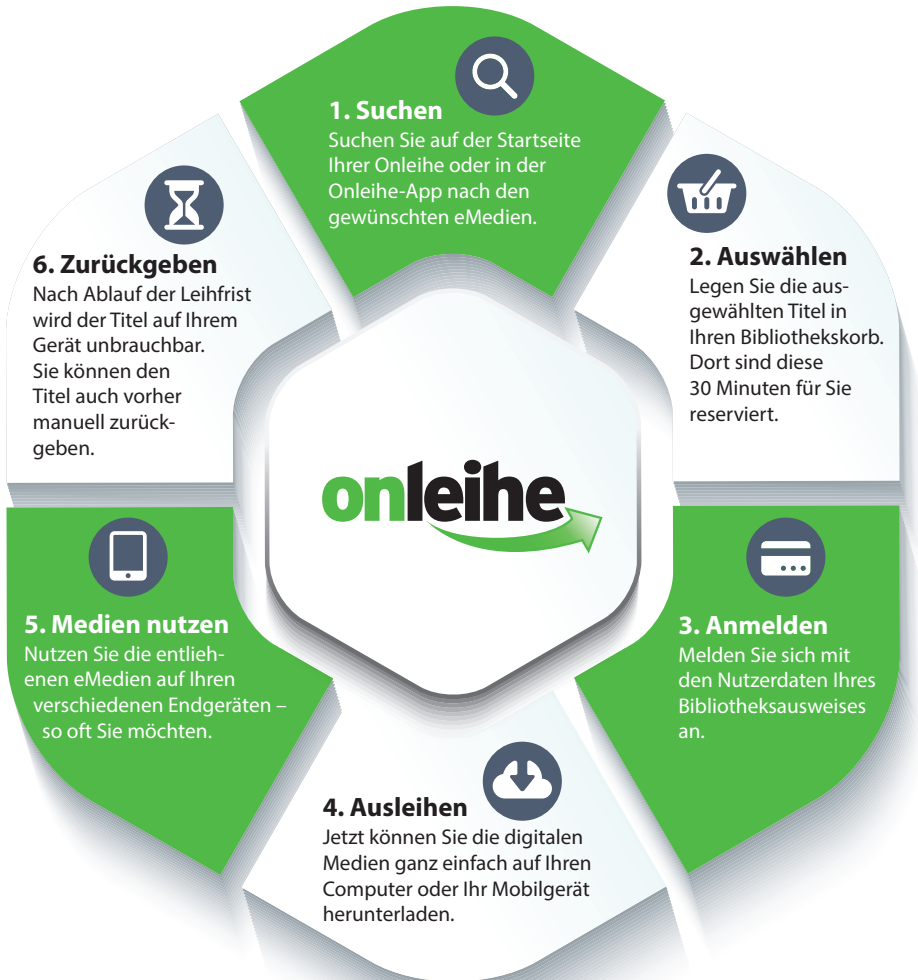 1. Suchen
Suchen Sie auf der Startseite
Ihrer Onleihe oder in der
Onleihe-App nach den
gewünschten eMedien.
2. Auswählen
Legen Sie die aus-
gewählten Titel in
Ihren Bibliothekskorb.
Dort sind diese
30 Minuten für Sie
reserviert.
3. Anmelden
Melden Sie sich mit
den Nutzerdaten Ihres
Bibliotheksausweises
an.
4. Ausleihen
Jetzt können Sie die digitalen
Medien ganz einfach auf Ihren
Computer oder Ihr Mobilgerät
herunterladen.
5. Medien nutzen
Nutzen Sie die entlieh-
enen eMedien auf Ihren
verschiedenen Endgeräten –
so oft Sie möchten.
6. Zurückgeben
Nach Ablauf der Leihfrist
wird der Titel auf Ihrem
Gerät unbrauchbar.
Sie können den
Titel auch vorher
manuell zurück-
geben.
onleihe